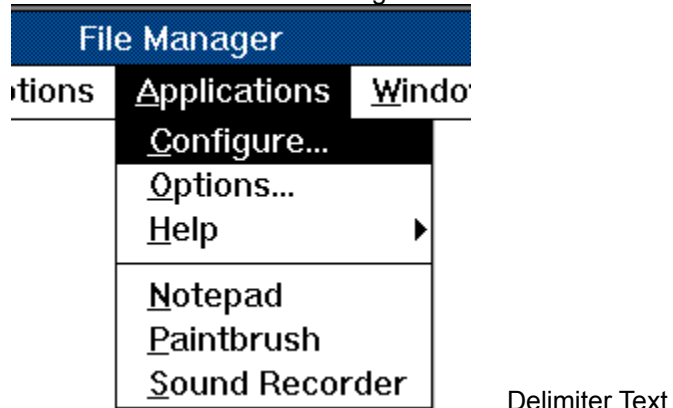 File Manager
tions Applications Windo
Configure...
Options...
Help
Notepad
Paintbrush
Sound Recorder
Delimiter Text